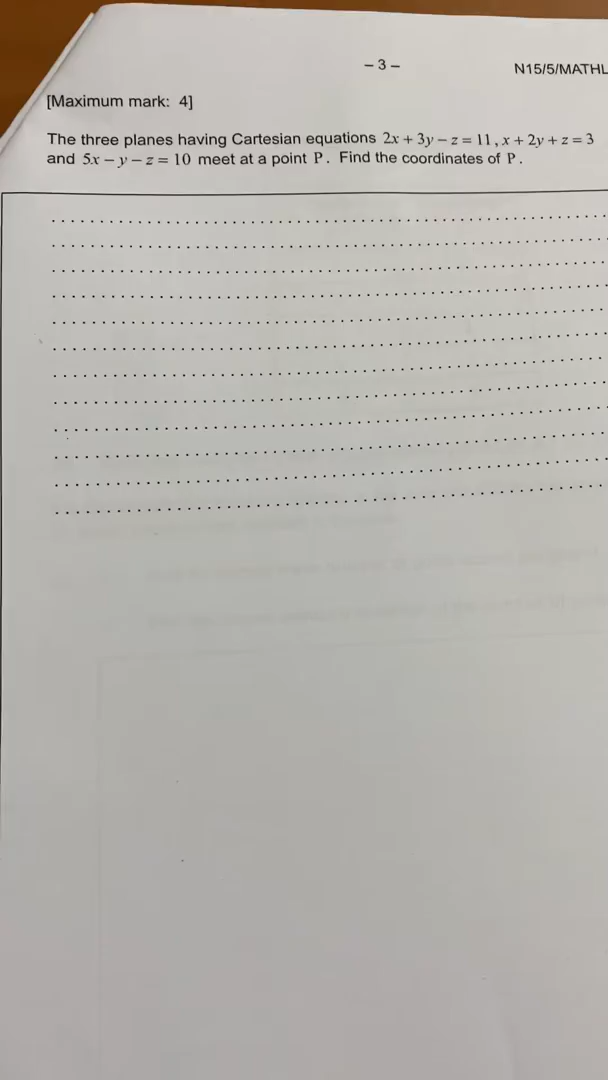 – 3 –
N15/5/MATHL
[Maximum mark: 4]
The three planes having Cartesian equations 2x + 3y – z = 11, x + 2y + z = 3
and 5x – y – z = 10 meet at a point P. Find the coordinates of P.